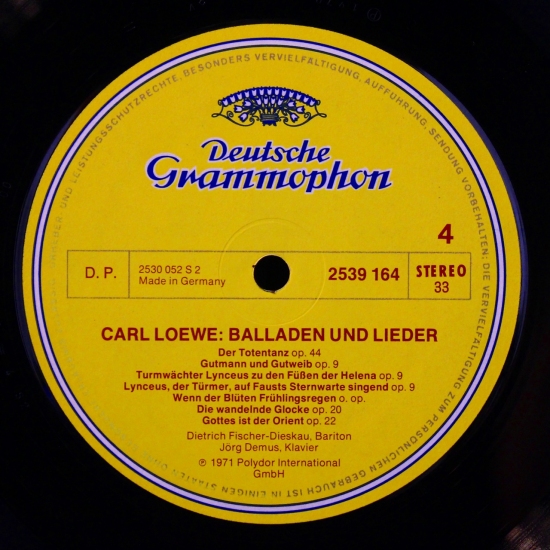 URHEBER- UND LEISTUNGSSCHUTZRECHTE, BESONDERS VERVIELFÄLTIGUNG, AUFFÜHRUNG, SENDUNG VORBEHALTEN; DIE VERVIELFÄLTIGUNG ZUM PERSÖNLICHEN GEBRAUCH IST IN EINIGEN STAATEN
Deutsche
Grammophon
4
D. P.
2530 052 S 2
Made in Germany
2539 164
STEREO
33
CARL LOEWE: BALLADEN UND LIEDER
Der Totentanz op. 44
Gutmann und Gutweib op. 9
Turmwächter Lynceus zu den Füßen der Helena op. 9
Lynceus, der Türmer, auf Fausts Sternwarte singend op. 9
Wenn der Blüten Frühlingsregen o. op.
Die wandelnde Glocke op. 20
Gottes ist der Orient op. 22
Dietrich Fischer-Dieskau, Bariton
Jörg Demus, Klavier
℗ 1971 Polydor International
GmbH